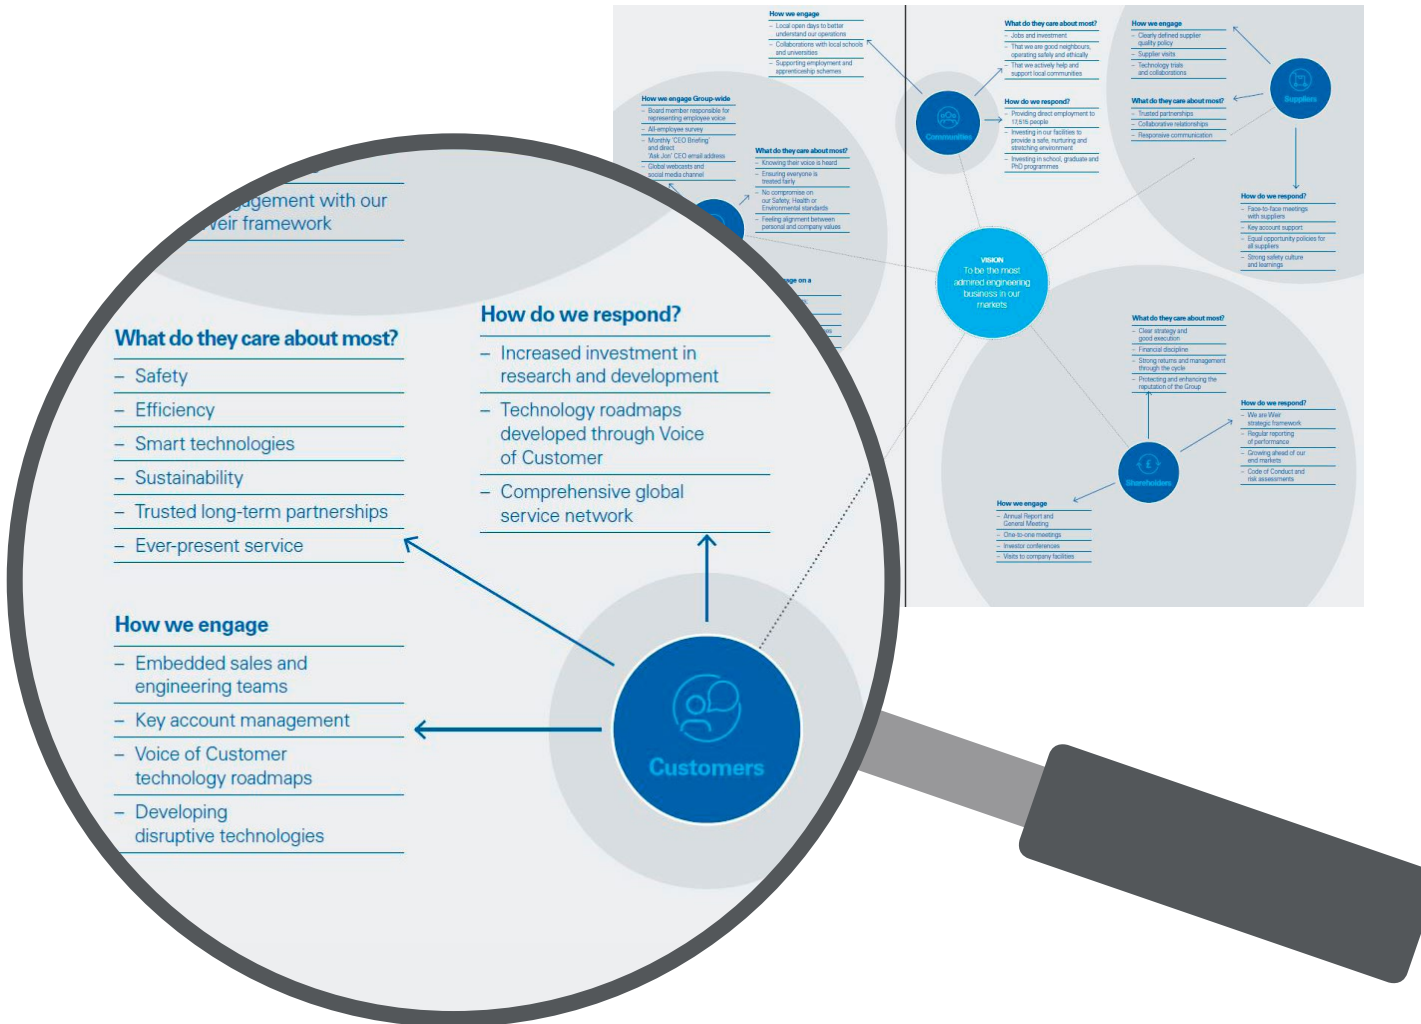 How we engage
– Local open days to better
understand our operations
– Collaborations with local schools
and universities
– Supporting employment and
apprenticeship schemes
What do they care about most?
– Jobs and investment
– That we are good neighbours,
operating safely and ethically
– That we actively help and
support local communities
How do we respond?
– Providing direct employment to
17,516 people
– Investing in our facilities to
provide a safe, nurturing and
stretching environment
– Investing in school, graduate and
PhD programmes
Communities
How we engage
– Clearly defined supplier
quality policy
– Supplier visits
– Technology trials
and collaborations
What do they care about most?
– Trusted partnerships
– Collaborative relationships
– Responsive communication
Suppliers
How do we respond?
– Face-to-face meetings
with suppliers
– Key account support
– Equal opportunity policies for
all suppliers
– Strong safety culture
and learnings
How we engage Group-wide
– Board member responsible for
representing employee voice
– All-employee survey
– Monthly 'CEO Briefing'
and direct
'Ask Jon' CEO email address
– Global webcasts and
social media channel
What do they care about most?
– Knowing their voice is heard
– Ensuring everyone is
treated fairly
– No compromise on
our Safety, Health or
Environmental standards
– Feeling alignment between
personal and company values
on a
VISION
To be the most
admired engineering
business in our
markets
What do they care about most?
– Clear strategy and
good execution
– Financial discipline
– Strong returns and management
through the cycle
– Protecting and enhancing the
reputation of the Group
How do we respond?
– We are Weir
strategic framework
– Regular reporting
of performance
– Growing ahead of our
end markets
– Code of Conduct and
risk assessments
Shareholders
How we engage
– Annual Report and
General Meeting
– One-to-one meetings
– Investor conferences
– Visits to company facilities
with our
framework
What do they care about most?
– Safety
– Efficiency
– Smart technologies
– Sustainability
– Trusted long-term partnerships
– Ever-present service
How do we respond?
– Increased investment in
research and development
– Technology roadmaps
developed through Voice
of Customer
– Comprehensive global
service network
How we engage
– Embedded sales and
engineering teams
– Key account management
– Voice of Customer
technology roadmaps
– Developing
disruptive technologies
Customers